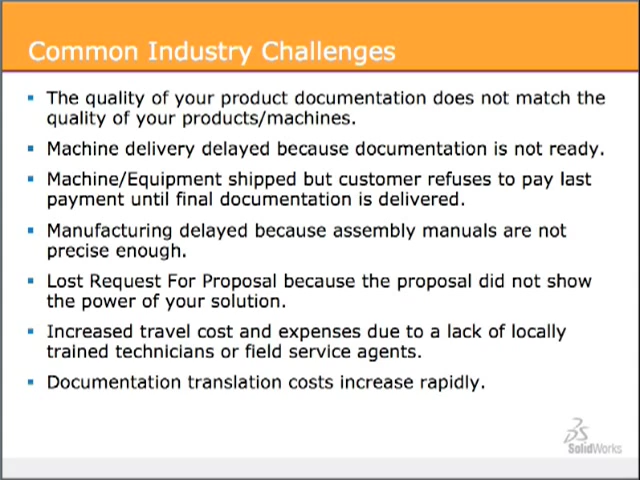 Common Industry Challenges
The quality of your product documentation does not match the
quality of your products/machines.
Machine delivery delayed because documentation is not ready.
Machine/Equipment shipped but customer refuses to pay last
payment until final documentation is delivered.
Manufacturing delayed because assembly manuals are not
precise enough.
Lost Request For Proposal because the proposal did not show
the power of your solution.
Increased travel cost and expenses due to a lack of locally
trained technicians or field service agents.
Documentation translation costs increase rapidly.
SolidWorks